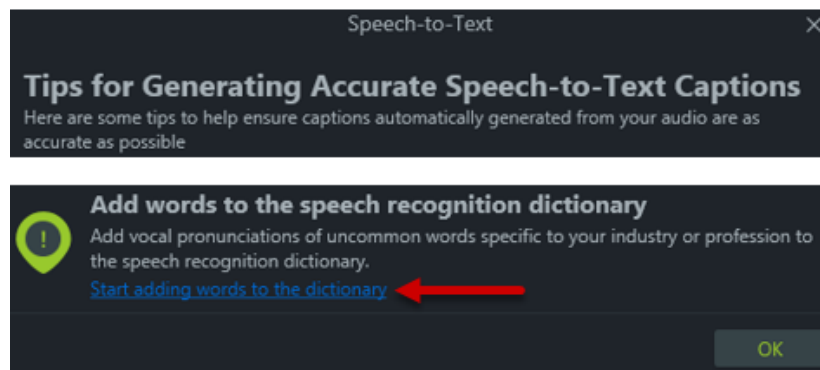 Speech-to-Text
Tips for Generating Accurate Speech-to-Text Captions
Here are some tips to help ensure captions automatically generated from your audio are as
accurate as possible
Add words to the speech recognition dictionary
Add vocal pronunciations of uncommon words specific to your industry or profession to
the speech recognition dictionary.
Start adding words to the dictionary
OK